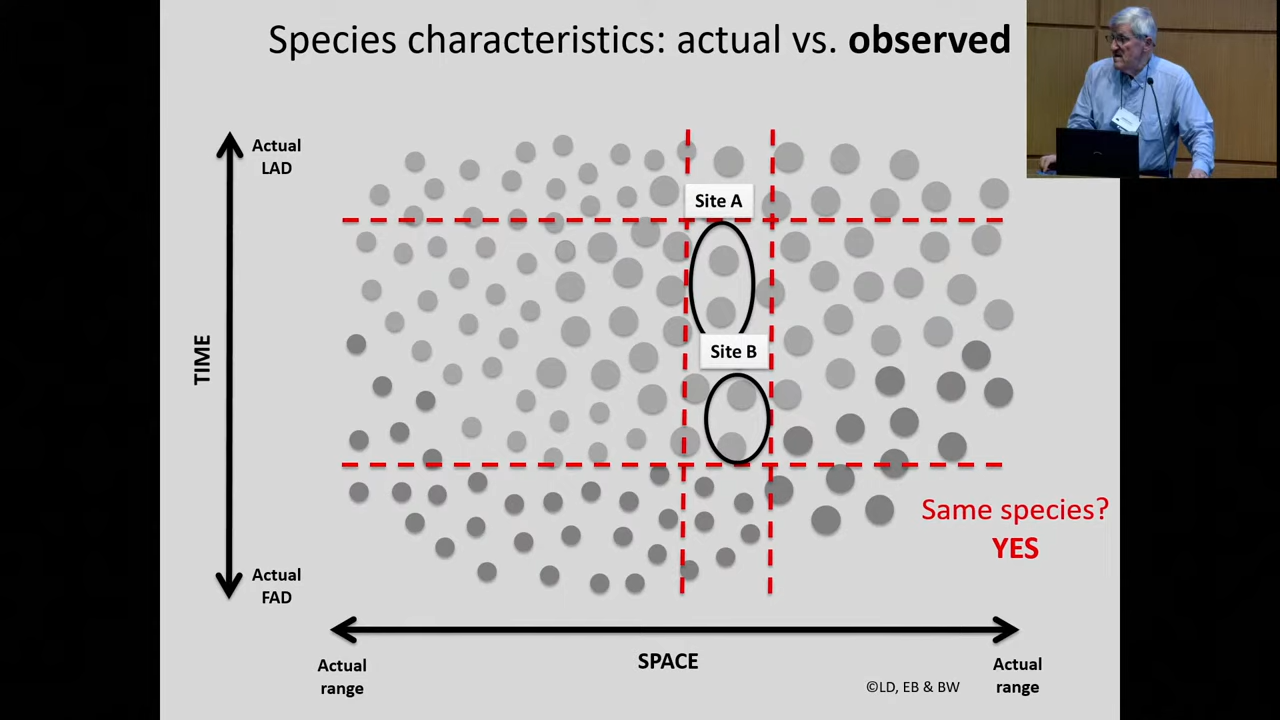 Species characteristics: actual vs. observed
Actual
LAD
Site A
Site B
TIME
Same species?
YES
Actual
FAD
SPACE
Actual
range
Actual
range
©LD, EB & BW